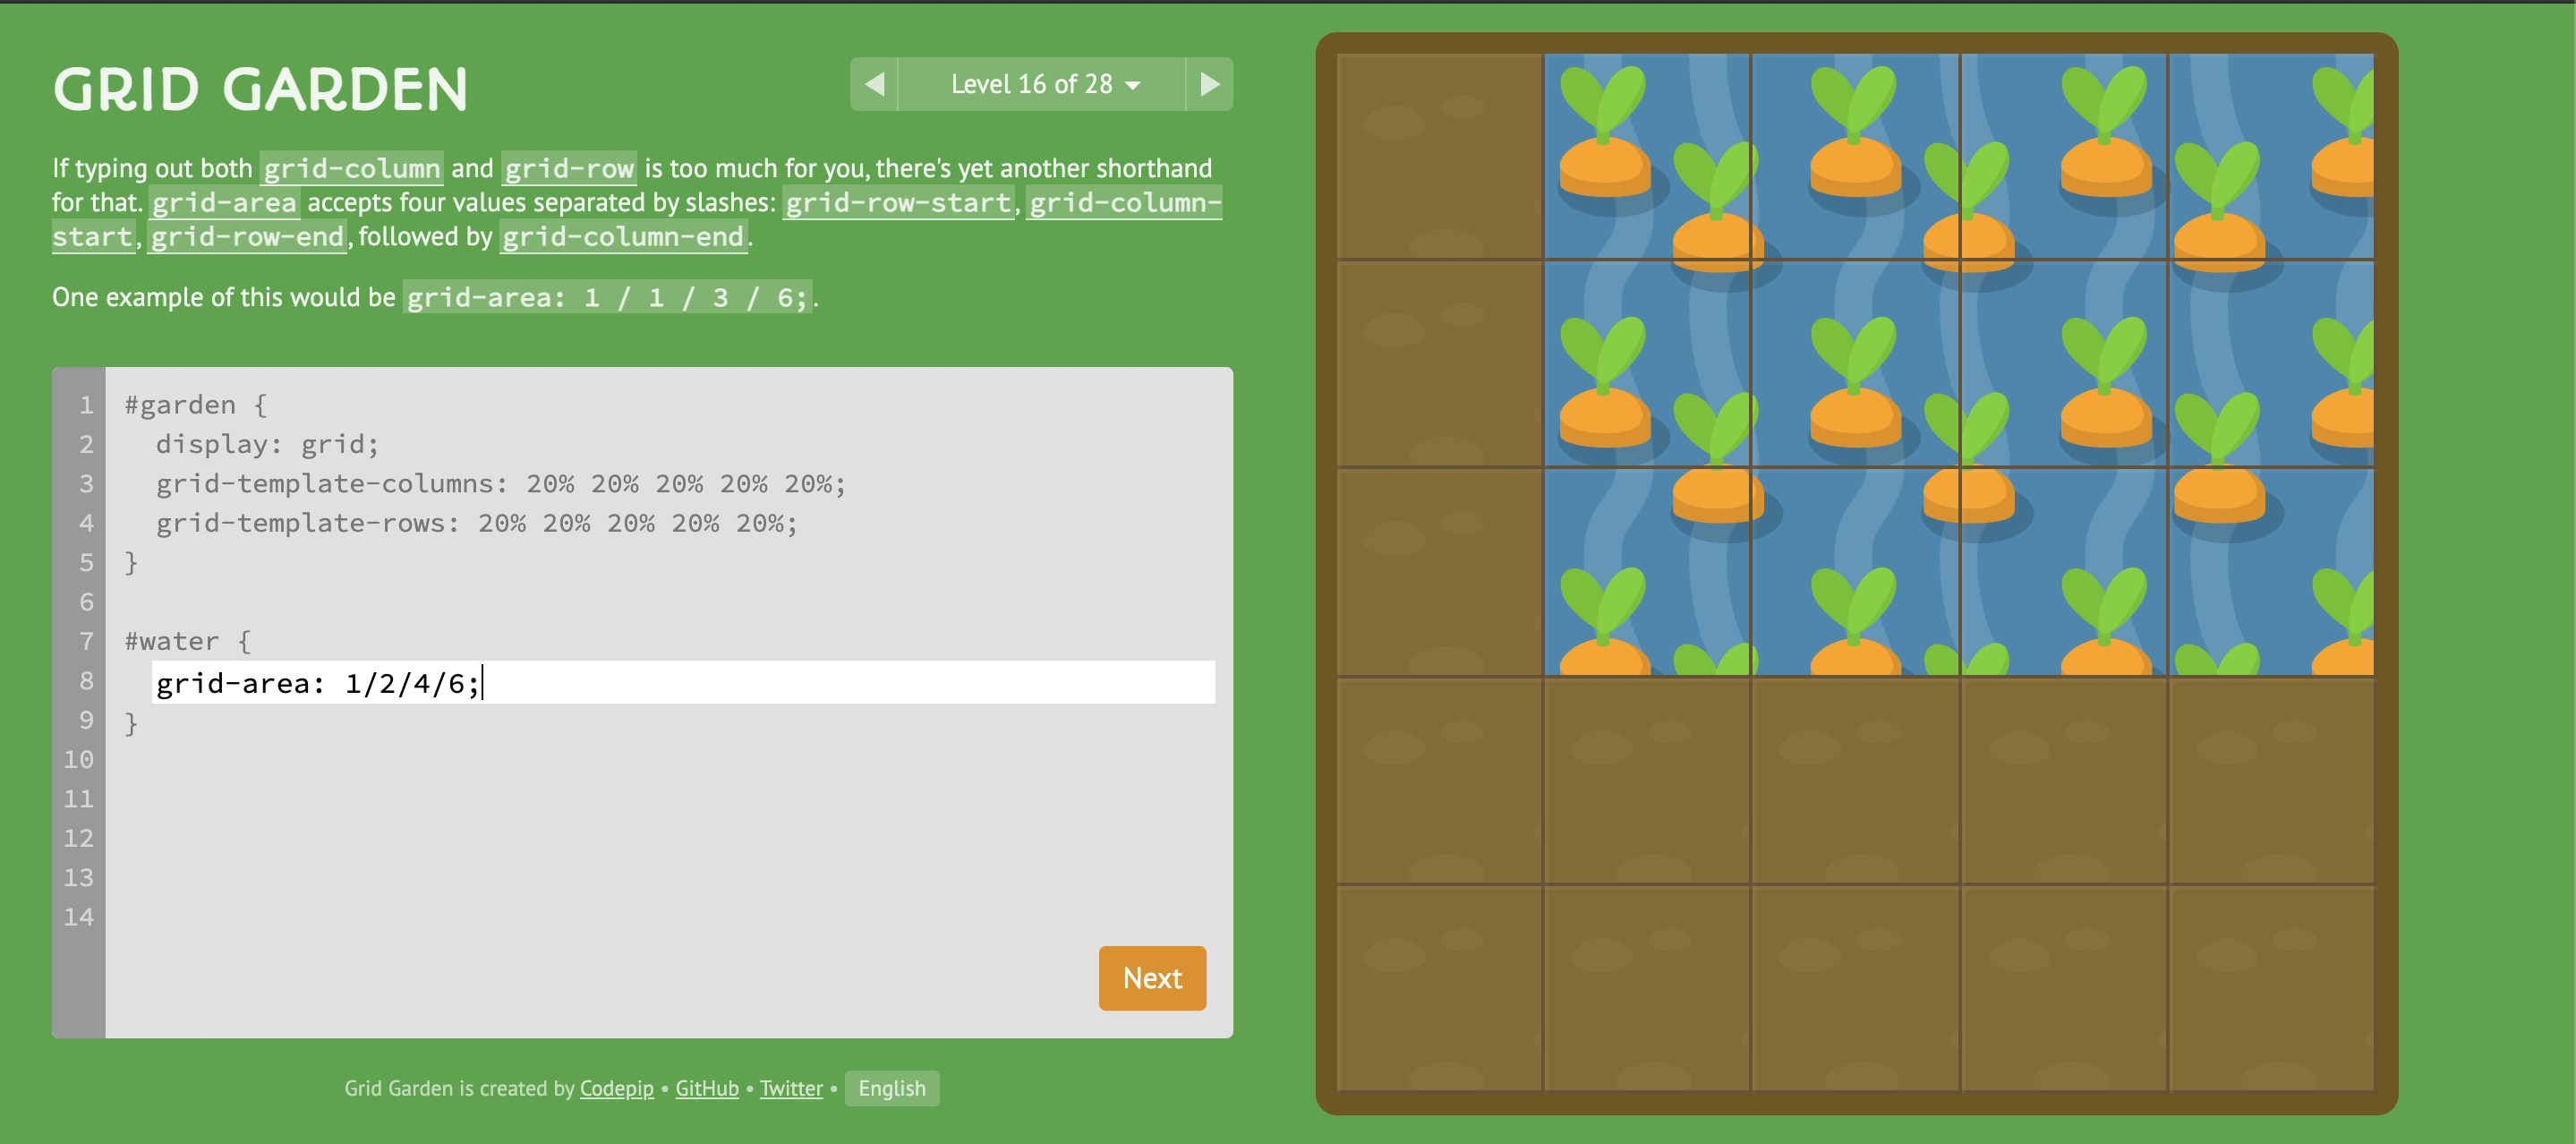 GRID GARDEN
Level 16 of 28
If typing out both grid-column and grid-row is too much for you, there's yet another shorthand
for that. grid-area accepts four values separated by slashes: grid-row-start, grid-column-
start, grid-row-end, followed by grid-column-end.
One example of this would be grid-area: 1 / 1 / 3 / 6;.
1 #garden {
2 display: grid;
3 grid-template-columns: 20% 20% 20% 20% 20%;
4 grid-template-rows: 20% 20% 20% 20% 20%;
5 }
6
7 #water {
8 grid-area: 1/2/4/6;
9 }
10
11
12
13
14
Next
Grid Garden is created by Codepip • GitHub • Twitter • English